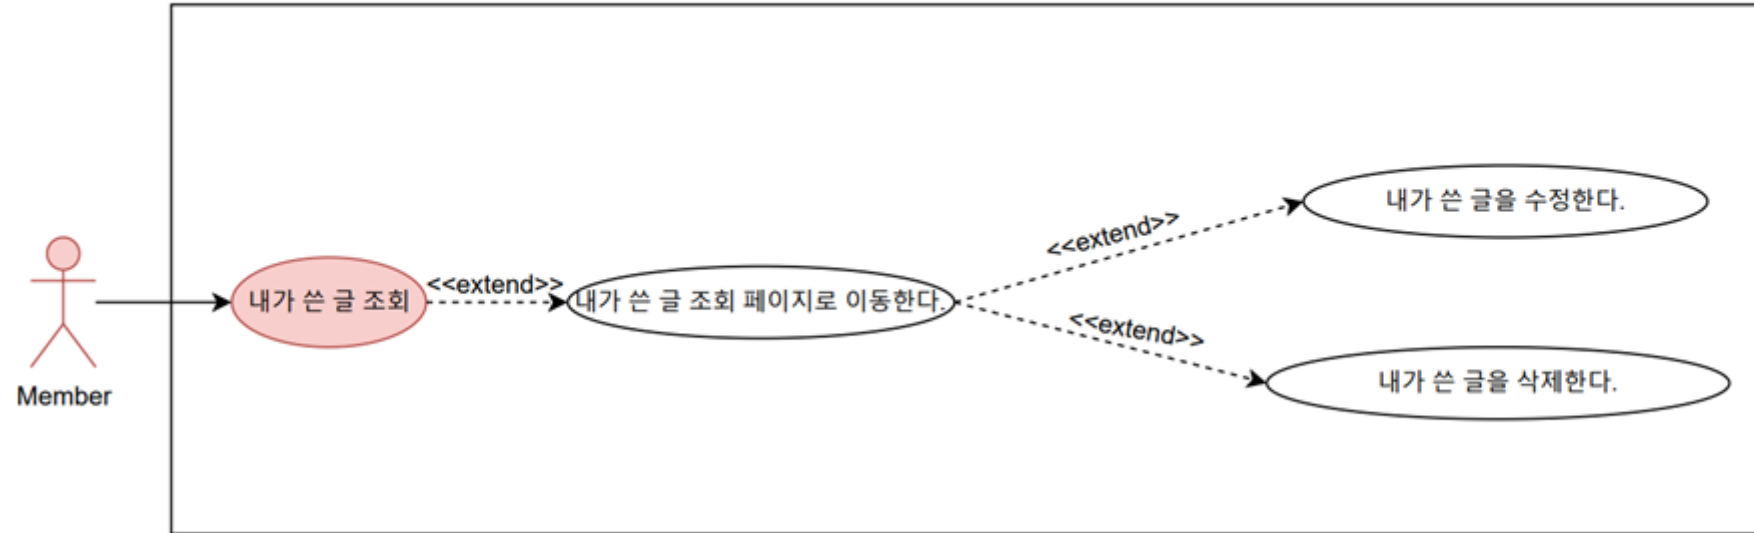 내가 쓴 글을 수정한다.
<<extend>>
내가 쓴 글 조회
<<extend>>
내가 쓴 글 조회 페이지로 이동한다.
<<extend>>
내가 쓴 글을 삭제한다.
Member